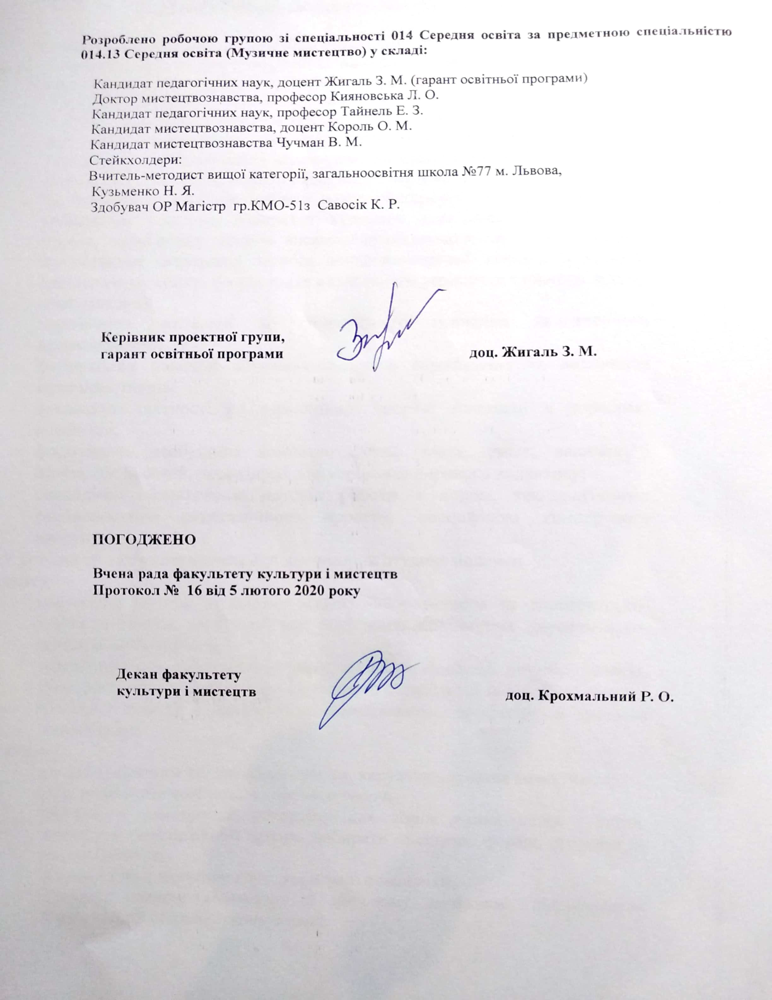 Розроблено робочою групою зі спеціальності 014 Середня освіта за предметною спеціальністю
014.13 Середня освіта (Музичне мистецтво) у складі:
Кандидат педагогічних наук, доцент Жигаль З. М. (гарант освітньої програми)
Доктор мистецтвознавства, професор Кияновська Л. О.
Кандидат педагогічних наук, професор Тайнель Е. З.
Кандидат мистецтвознавства, доцент Король О. М.
Кандидат мистецтвознавства Чучман В. М.
Стейкхолдери:
Вчитель-методист вищої категорії, загальноосвітня школа №77 м. Львова,
Кузьменко Н. Я.
Здобувач ОР Магістр гр.КМО-51з Савосік К. Р.
Керівник проектної групи,
гарант освітньої програми
доц. Жигаль З. М.
ПОГОДЖЕНО
Вчена рада факультету культури і мистецтв
Протокол № 16 від 5 лютого 2020 року
Декан факультету
культури і мистецтв
доц. Крохмальний Р. О.